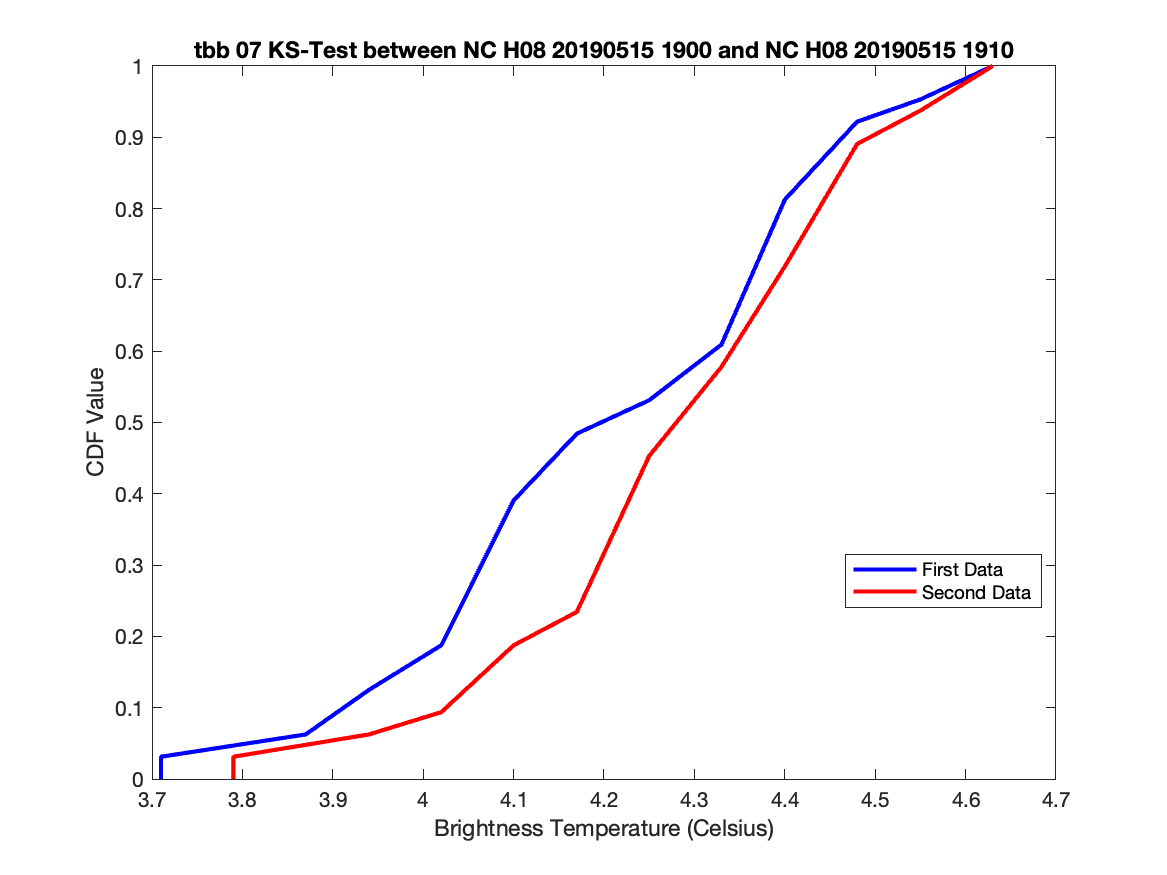 tbb 07 KS-Test between NC H08 20190515 1900 and NC H08 20190515 1910
1
0.9
0.8
0.7
0.6
0.5
0.4
0.3
0.2
0.1
0
CDF Value
First Data
Second Data
3.7 3.8 3.9 4 4.1 4.2 4.3 4.4 4.5 4.6 4.7
Brightness Temperature (Celsius)